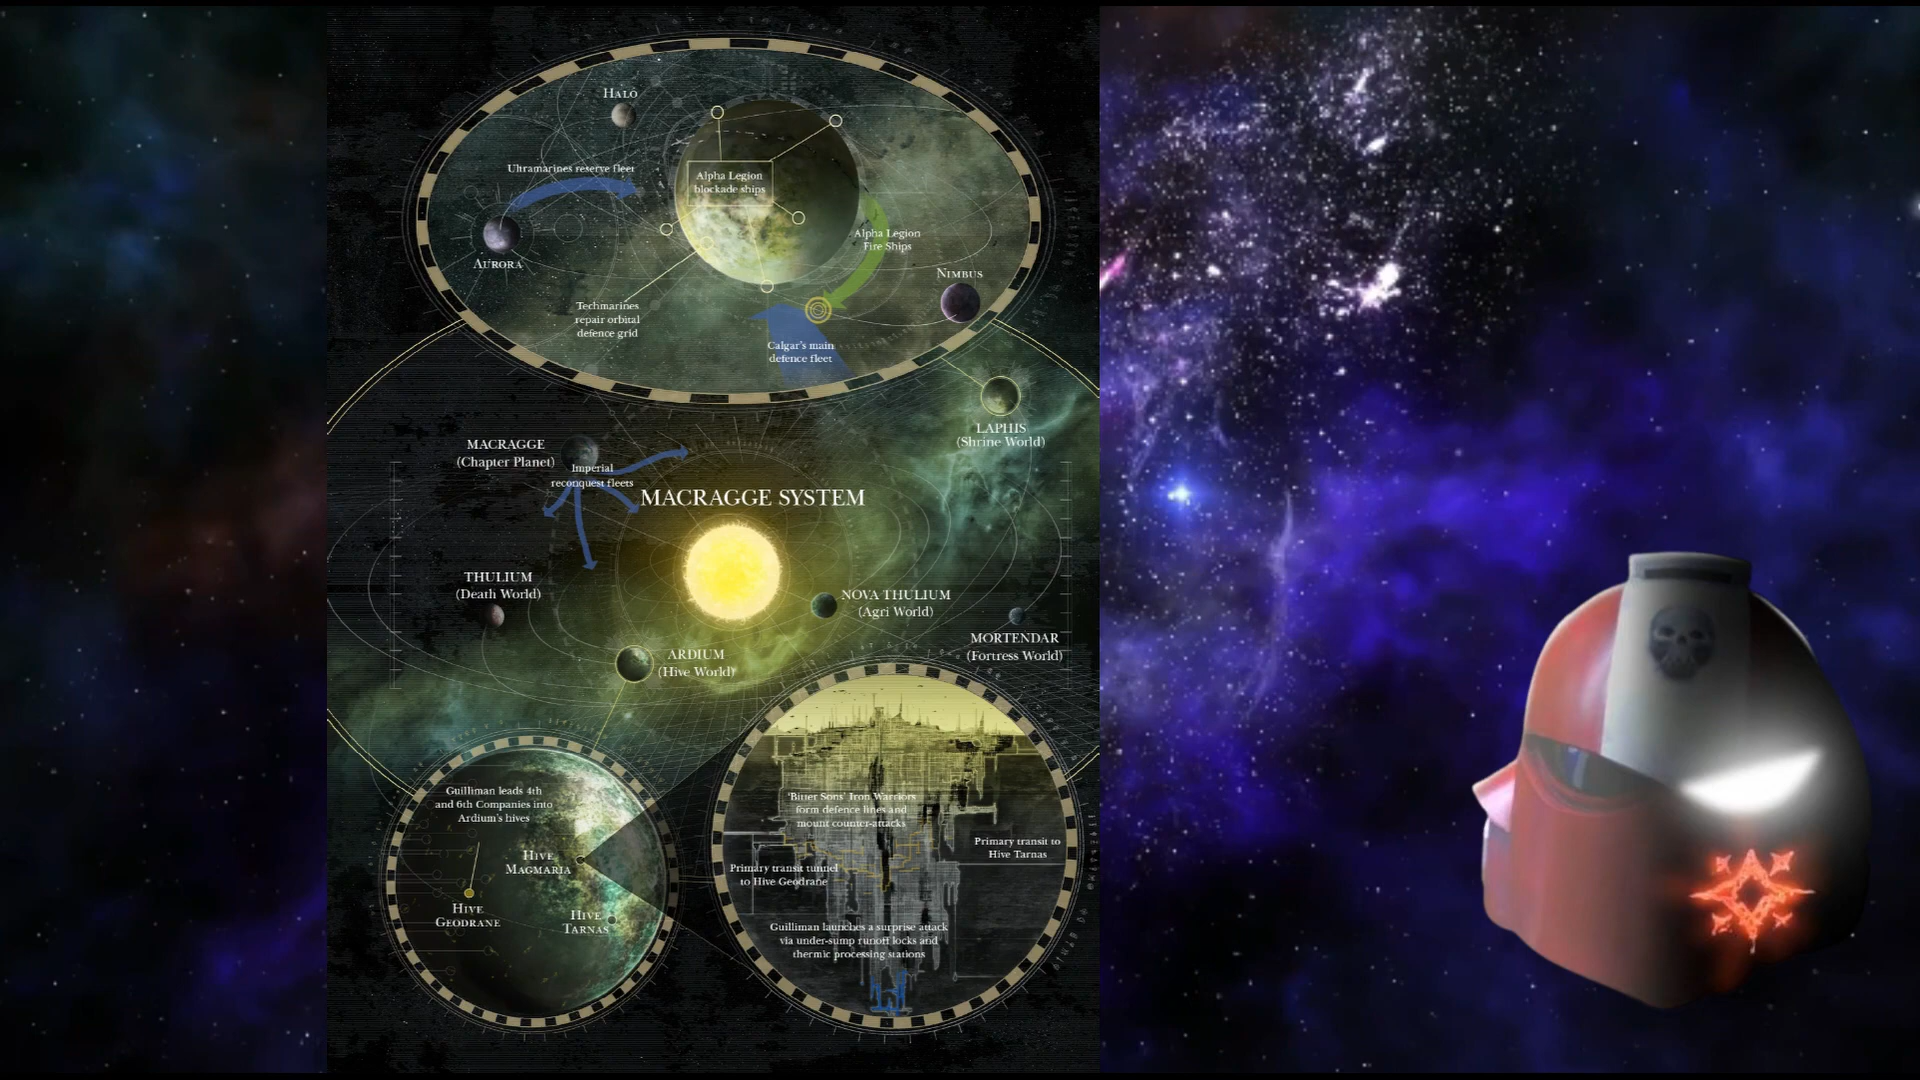 HALO
Ultramarines reserve fleet
Alpha Legion
blockade ships
AURORA
Alpha Legion
Fire Ships
NIMBUS
Techmarines
repair orbital
defence grid
Calgar's main
defence fleet
LAPHIS
(Shrine World)
MACRAGGE
(Chapter Planet)
Imperial
reconquest fleets
MACRAGGE SYSTEM
THULIUM
(Death World)
NOVA THULIUM
(Agri World)
MORTENDAR
(Fortress World)
ARDIUM
(Hive World)
Guilliman leads 4th
and 6th Companies into
Ardium's hives
HIVE
MAGMARIA
HIVE
GEODRANE
HIVE
TARNAS
'Bitter Sons' Iron Warriors
form defence lines and
mount counter-attacks
Primary transit to
Hive Tarnas
Primary transit tunnel
to Hive Geodrane
Guilliman launches a surprise attack
via under-sump runoff locks and
thermic processing stations